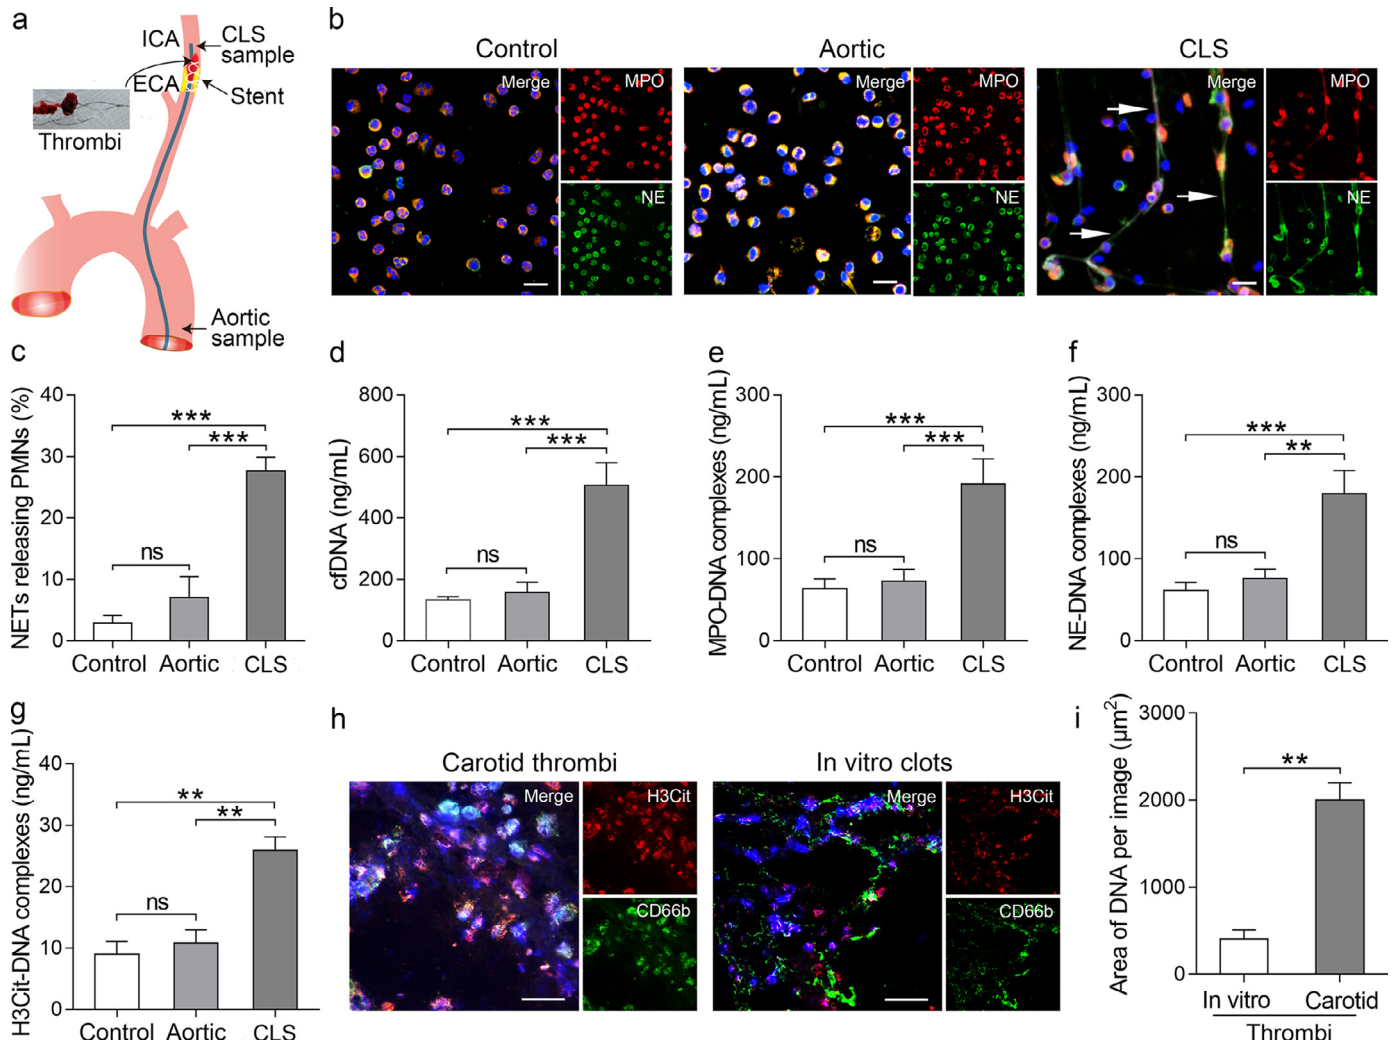 a
ICA
CLS
sample
ECA
Stent
Thrombi
Aortic
sample
b
Control
Aortic
CLS
Merge
MPO
NE
Merge
MPO
NE
Merge
MPO
NE
c
NETs releasing PMNs (%)
40
30
20
10
0
***
***
ns
Control
Aortic
CLS
d
cfDNA (ng/mL)
800
600
400
200
0
***
***
ns
Control
Aortic
CLS
e
MPO-DNA complexes (ng/mL)
300
200
100
0
***
***
ns
Control
Aortic
CLS
f
NE-DNA complexes (ng/mL)
300
200
100
0
***
**
ns
Control
Aortic
CLS
g
H3Cit-DNA complexes (ng/mL)
40
30
20
10
0
**
**
ns
Control
Aortic
CLS
h
Carotid thrombi
In vitro clots
Merge
H3Cit
CD66b
Merge
H3Cit
CD66b
i
Area of DNA per image (µm²)
3000
2000
1000
0
**
In vitro
Carotid
Thrombi